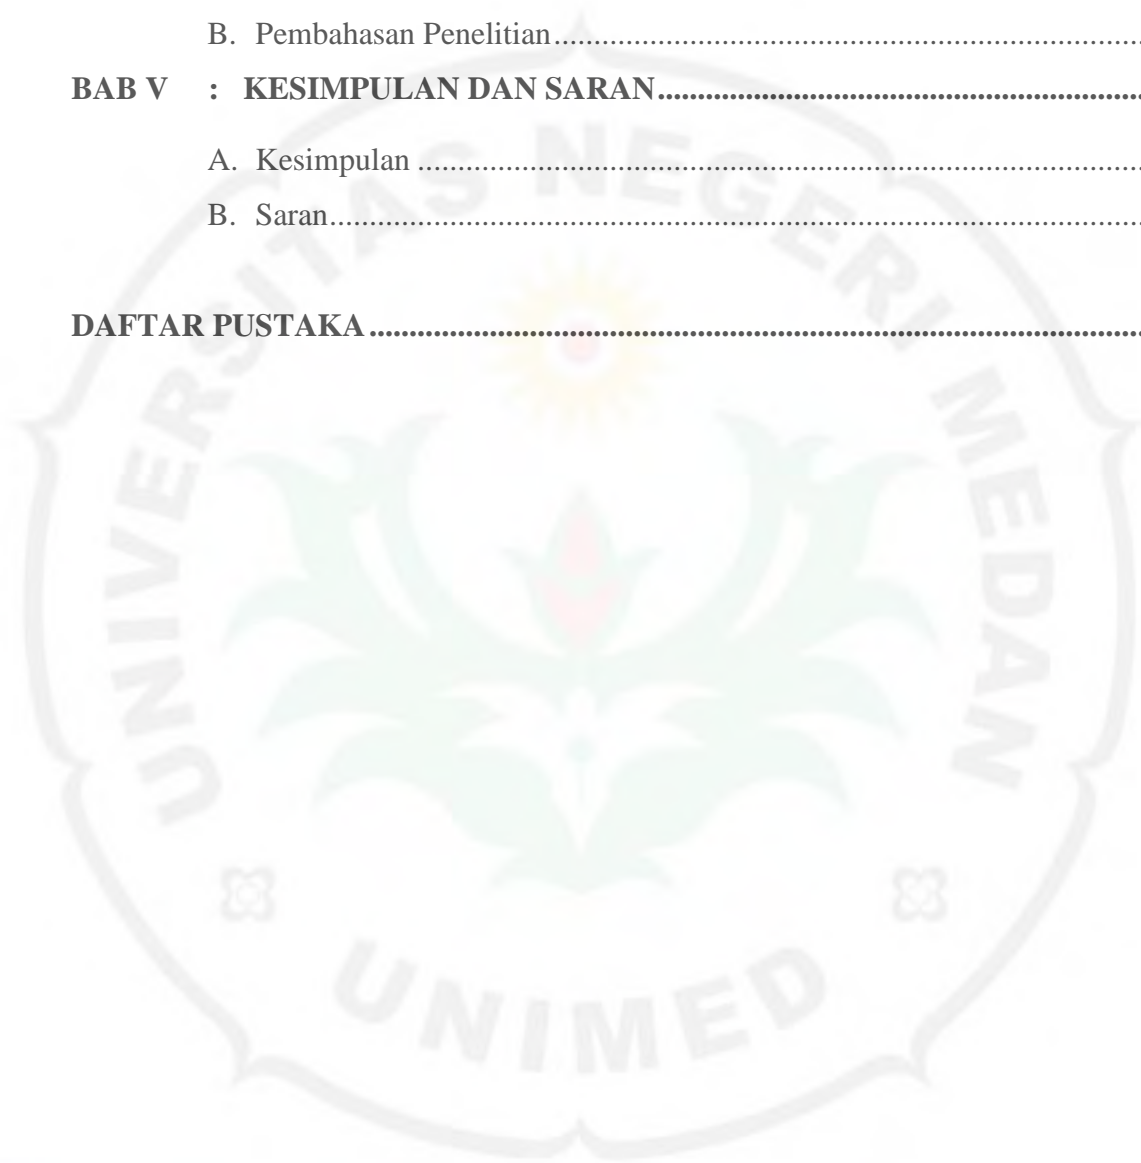 B. Pembahasan Penelitian........................................................................
BAB V : KESIMPULAN DAN SARAN............................................................
A. Kesimpulan ..........................................................................................
B. Saran.....................................................................................................
DAFTAR PUSTAKA.................................................................................................
UNIVERSITAS NEGERI MEDAN
UNIMED